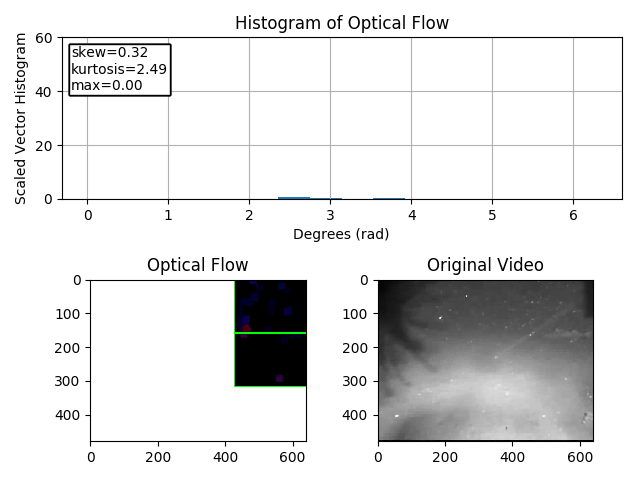 Histogram of Optical Flow
skew=0.32
kurtosis=2.49
max=0.00
Scaled Vector Histogram
60
40
20
0
0 1 2 3 4 5 6
Degrees (rad)
Optical Flow
0
100
200
300
400
0 200 400 600
Original Video
0
100
200
300
400
0 200 400 600